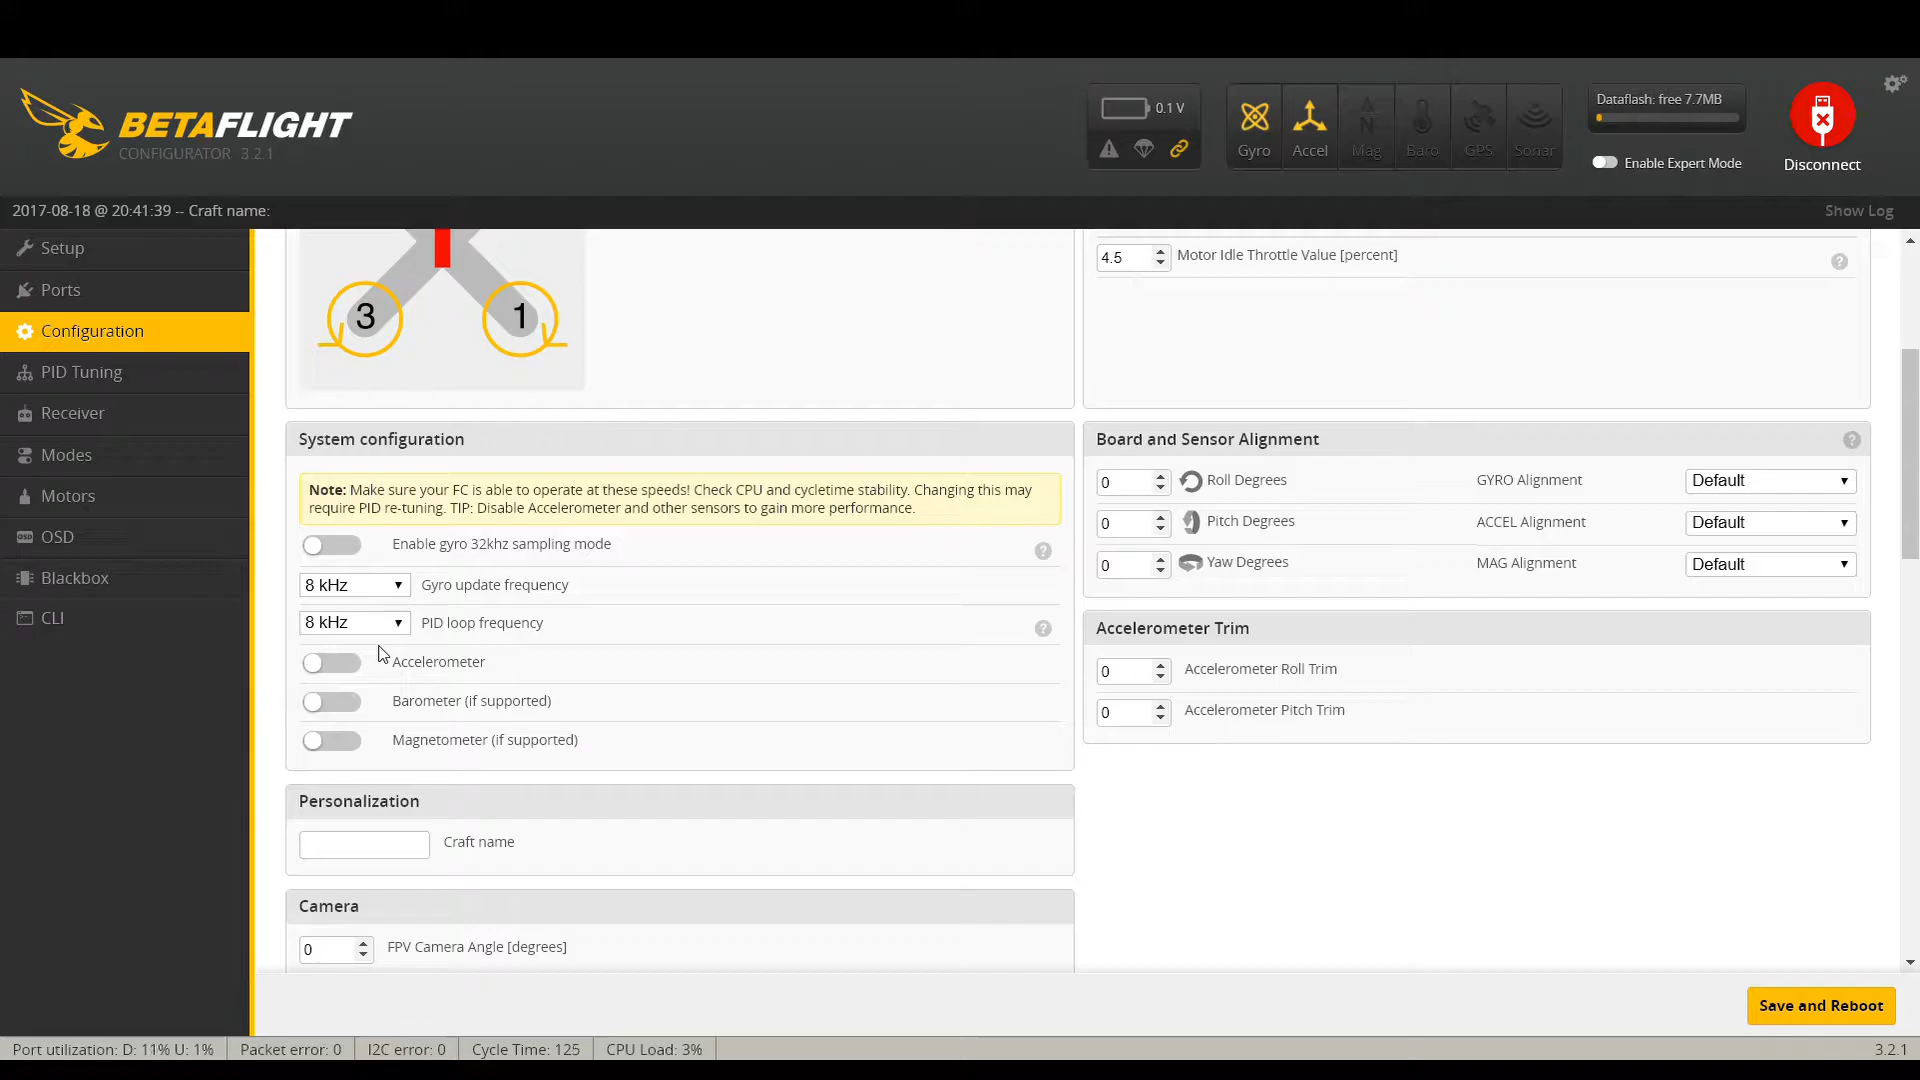 BETAFLIGHT
CONFIGURATOR 3.2.1
0.1 V
Gyro
Accel
Mag
Baro
GPS
Sonar
Dataflash: free 7.7MB
Enable Expert Mode
Disconnect
2017-08-18 @ 20:41:39 -- Craft name:
Show Log
Setup
Ports
Configuration
PID Tuning
Receiver
Modes
Motors
OSD
Blackbox
CLI
3
1
4.5 Motor Idle Throttle Value [percent] ?
System configuration
Note: Make sure your FC is able to operate at these speeds! Check CPU and cycletime stability. Changing this may
require PID re-tuning. TIP: Disable Accelerometer and other sensors to gain more performance.
Enable gyro 32khz sampling mode ?
8 kHz Gyro update frequency
8 kHz PID loop frequency ?
Accelerometer
Barometer (if supported)
Magnetometer (if supported)
Board and Sensor Alignment ?
0 Roll Degrees GYRO Alignment Default
0 Pitch Degrees ACCEL Alignment Default
0 Yaw Degrees MAG Alignment Default
Accelerometer Trim
0 Accelerometer Roll Trim
0 Accelerometer Pitch Trim
Personalization
Craft name
Camera
0 FPV Camera Angle [degrees]
Save and Reboot
Port utilization: D: 11% U: 1% Packet error: 0 I2C error: 0 Cycle Time: 125 CPU Load: 3% 3.2.1